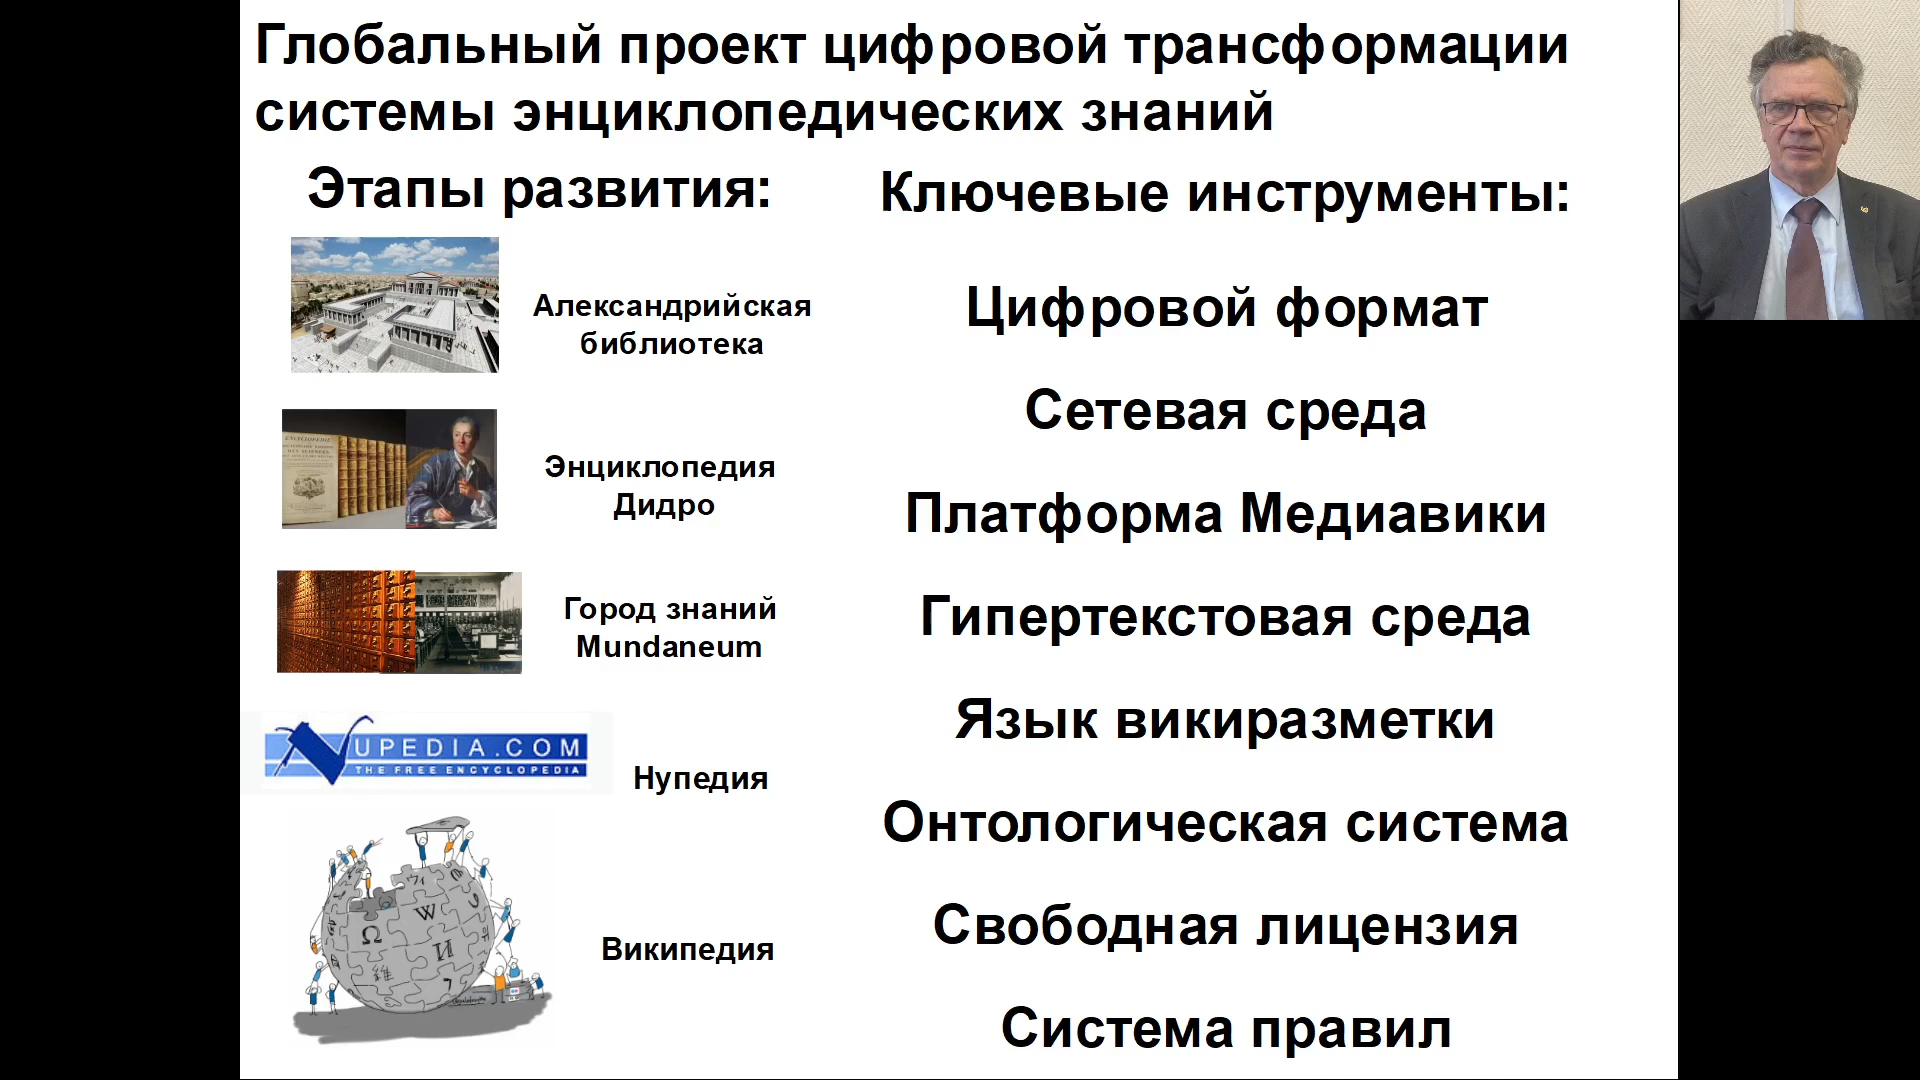 Глобальный проект цифровой трансформации
системы энциклопедических знаний
Этапы развития:
Александрийская
библиотека
Энциклопедия
Дидро
Город знаний
Mundaneum
NUPEDIA.COM
THE FREE ENCYCLOPEDIA
Нупедия
W
Ω
И
維
Википедия
Ключевые инструменты:
Цифровой формат
Сетевая среда
Платформа Медиавики
Гипертекстовая среда
Язык викиразметки
Онтологическая система
Свободная лицензия
Система правил